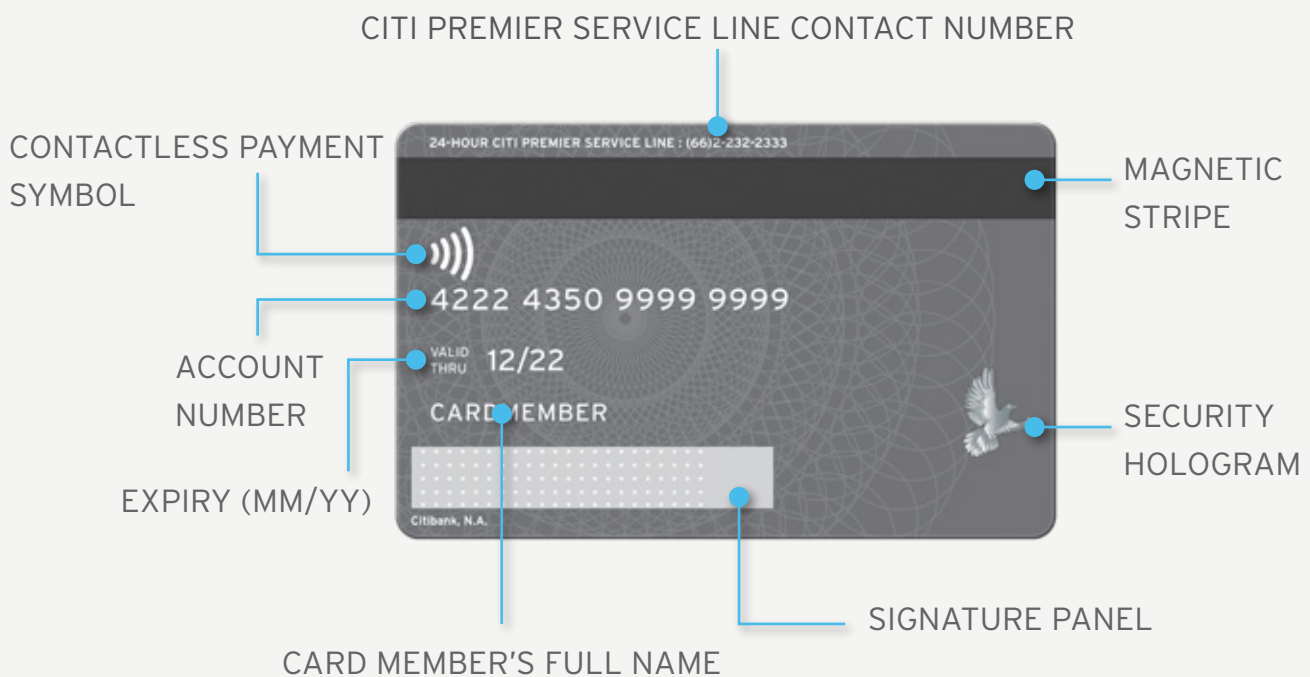 CITI PREMIER SERVICE LINE CONTACT NUMBER
CONTACTLESS PAYMENT
SYMBOL
24-HOUR CITI PREMIER SERVICE LINE : (66)2-232-2333
MAGNETIC
STRIPE
4222 4350 9999 9999
ACCOUNT
NUMBER
VALID
THRU 12/22
CARDMEMBER
SECURITY
HOLOGRAM
EXPIRY (MM/YY)
Citibank, N.A.
SIGNATURE PANEL
CARD MEMBER'S FULL NAME